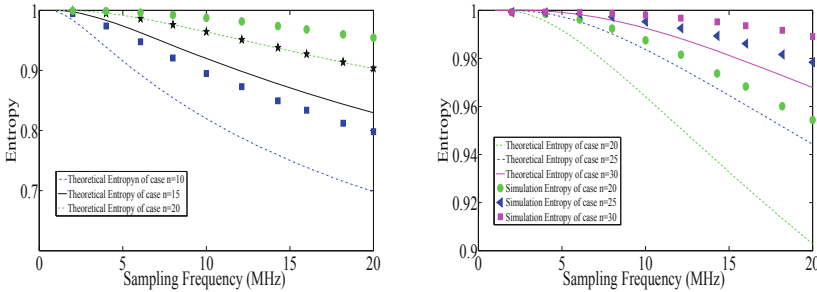 1
0.9
0.8
0.7
Entropy
Theoretical Entropyn of case n=10
Theoretical Entropy of case n=15
Theoretical Entropy of case n=20
0
5
10
15
20
Sampling Frequency (MHz)
1
0.98
0.96
0.94
0.92
0.9
Entropy
Theoretical Entropy of case n=20
Theoretical Entropy of case n=25
Theoretical Entropy of case n=30
Simulation Entropy of case n=20
Simulation Entropy of case n=25
Simulation Entropy of case n=30
0
5
10
15
20
Sampling Frequency (MHz)